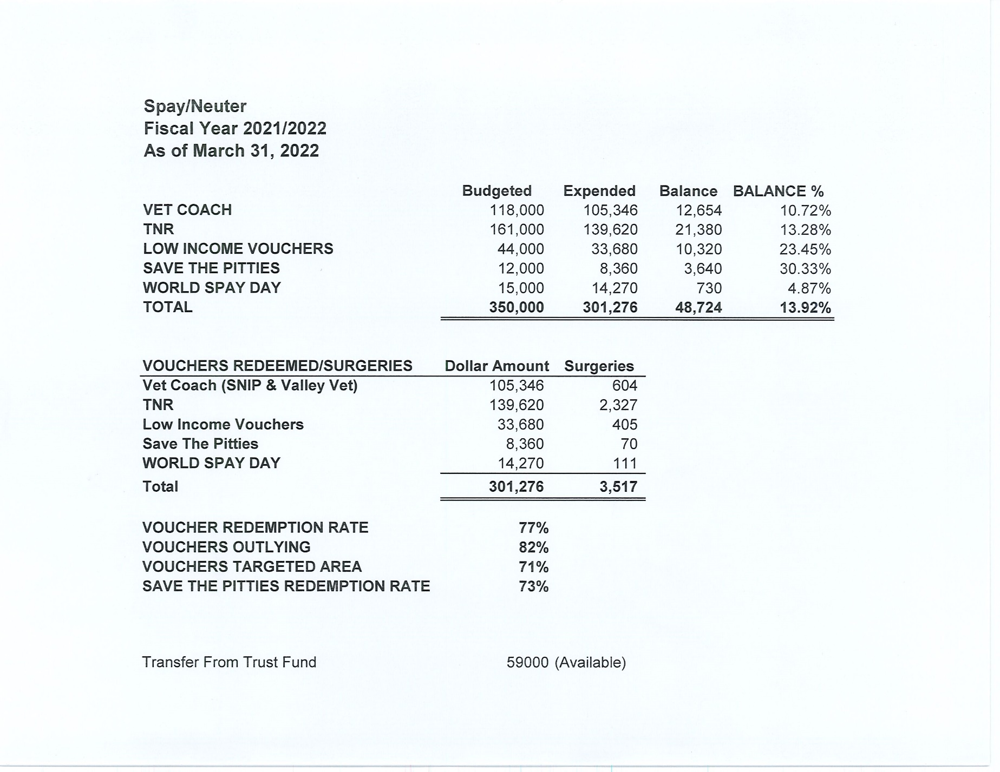 Spay/Neuter
Fiscal Year 2021/2022
As of March 31, 2022
Budgeted Expended Balance BALANCE %
VET COACH 118,000 105,346 12,654 10.72%
TNR 161,000 139,620 21,380 13.28%
LOW INCOME VOUCHERS 44,000 33,680 10,320 23.45%
SAVE THE PITTIES 12,000 8,360 3,640 30.33%
WORLD SPAY DAY 15,000 14,270 730 4.87%
TOTAL 350,000 301,276 48,724 13.92%
VOUCHERS REDEEMED/SURGERIES Dollar Amount Surgeries
Vet Coach (SNIP & Valley Vet) 105,346 604
TNR 139,620 2,327
Low Income Vouchers 33,680 405
Save The Pitties 8,360 70
WORLD SPAY DAY 14,270 111
Total 301,276 3,517
VOUCHER REDEMPTION RATE 77%
VOUCHERS OUTLYING 82%
VOUCHERS TARGETED AREA 71%
SAVE THE PITTIES REDEMPTION RATE 73%
Transfer From Trust Fund 59000 (Available)